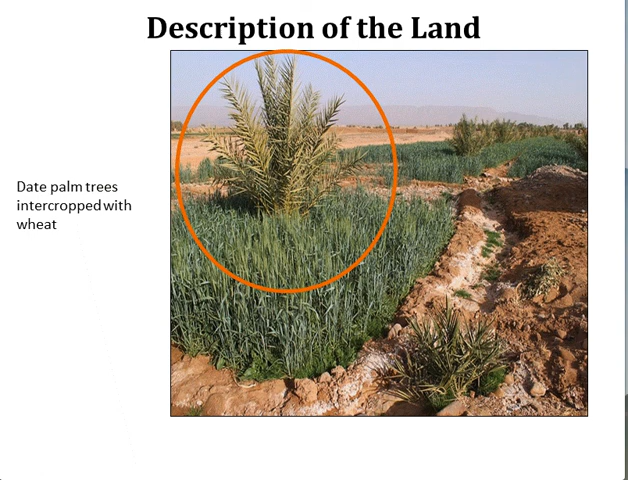 Description of the Land
Date palm trees
intercropped with
wheat